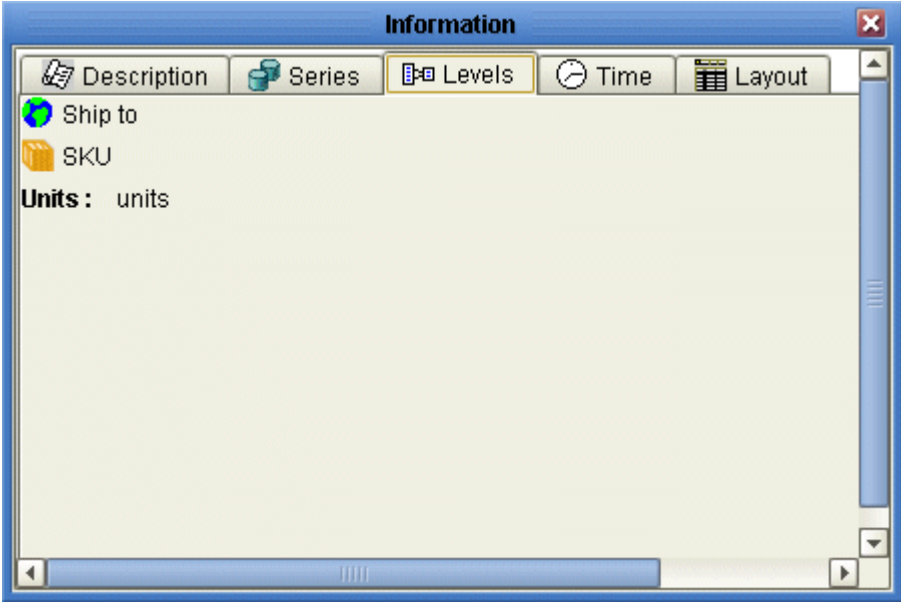 Information
Description Series Levels Time Layout
Ship to
SKU
Units : units